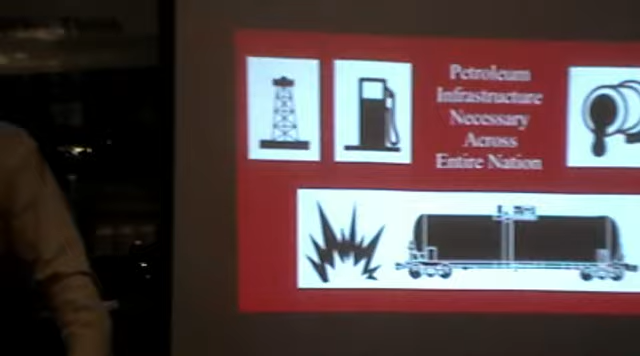 Petroleum
Infrastructure
Necessary
Across
Entire Nation